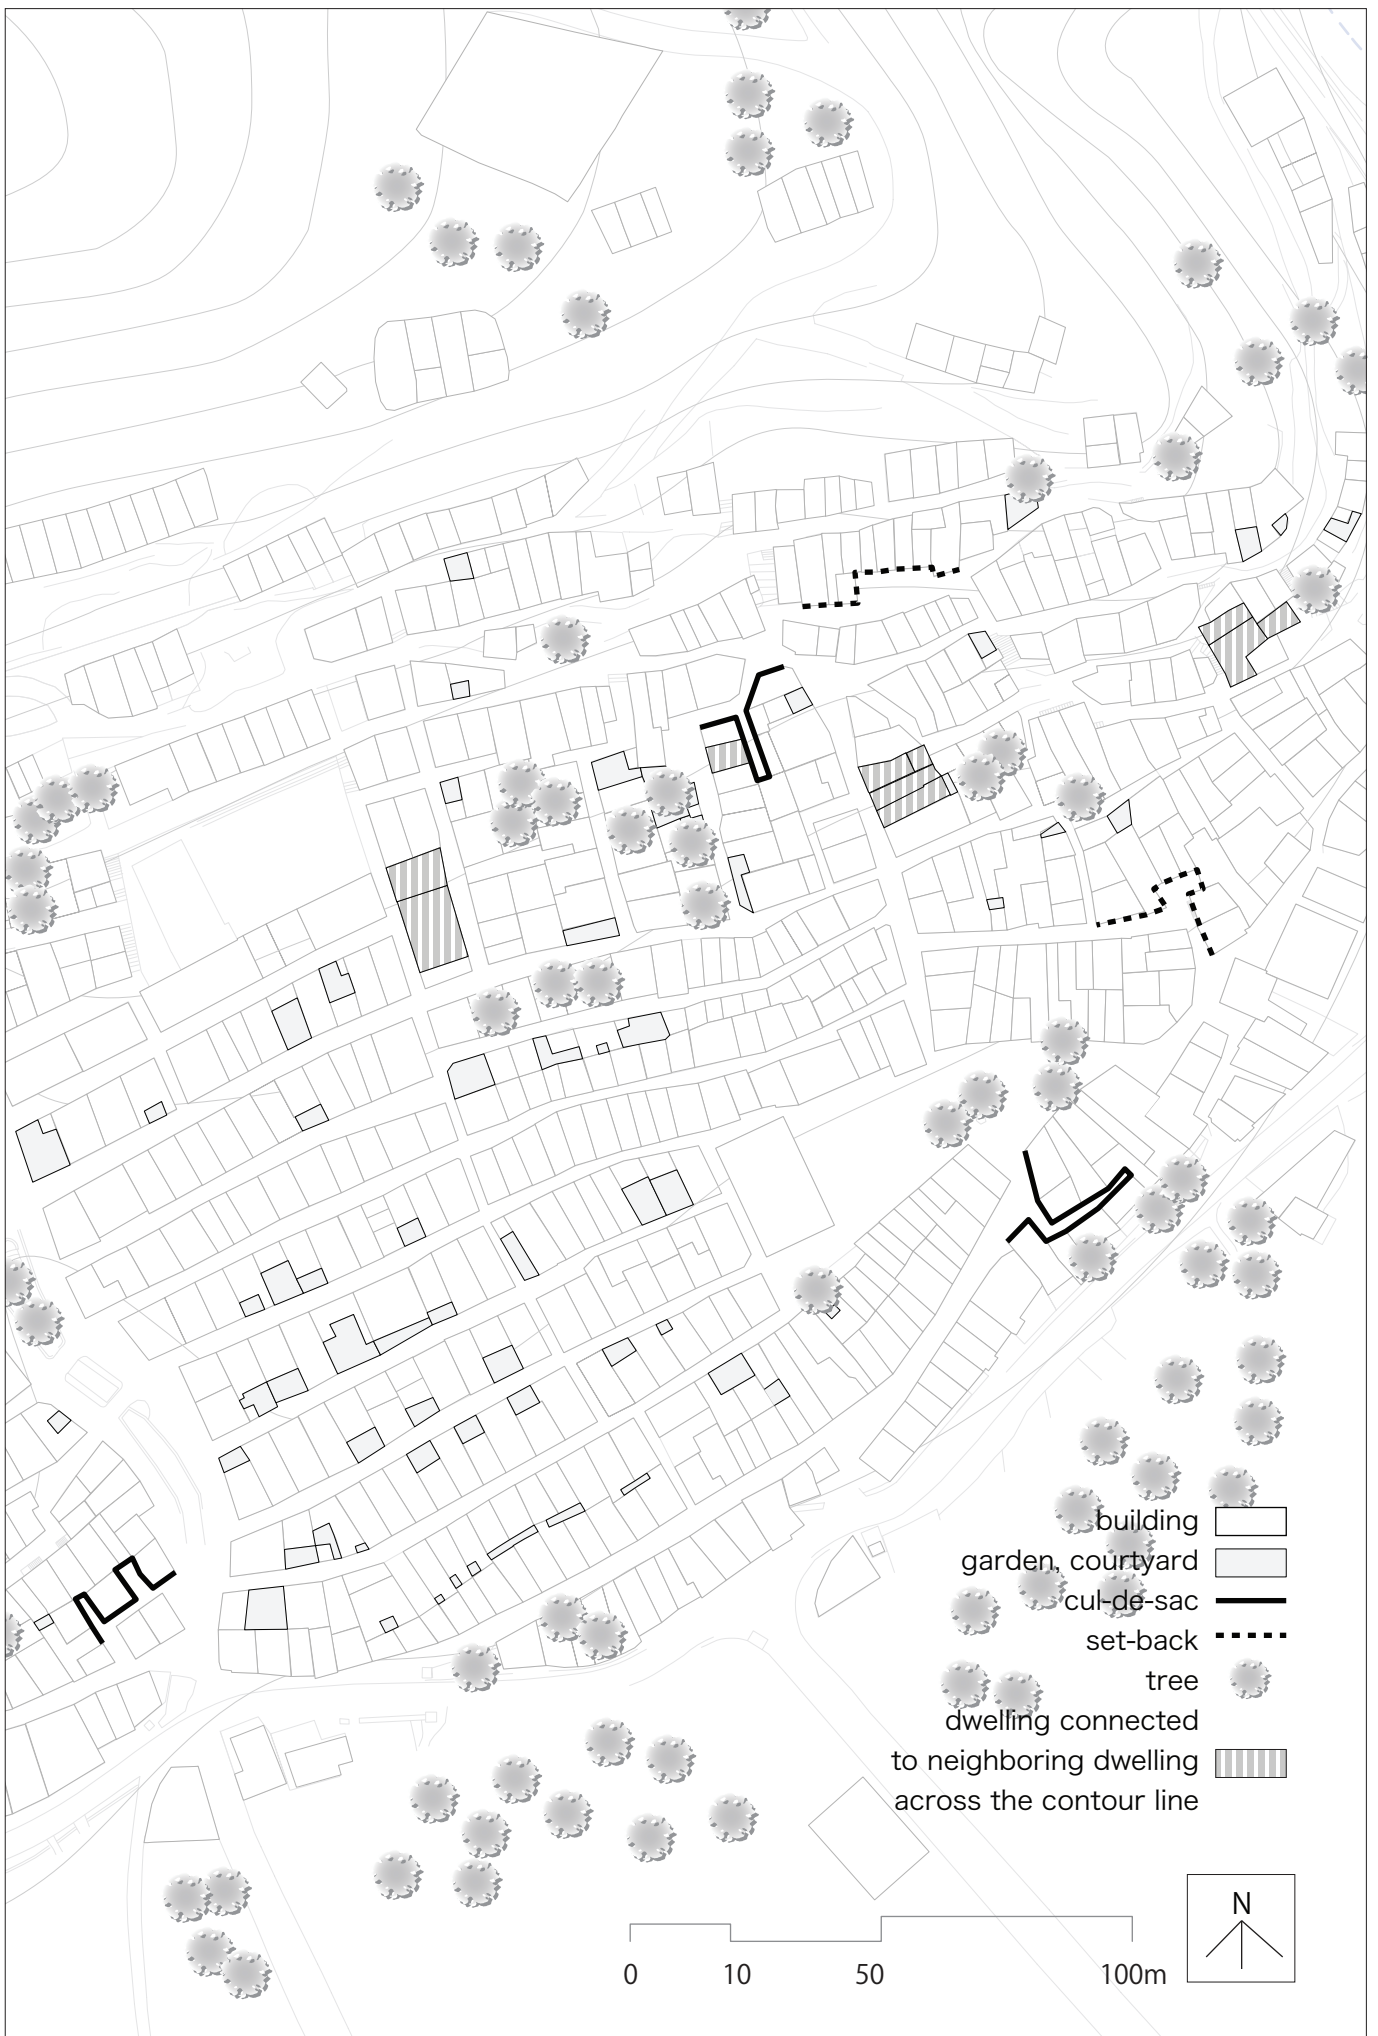 building
garden, courtyard
cul-de-sac
set-back
tree
dwelling connected
to neighboring dwelling
across the contour line
N
0 10 50 100m